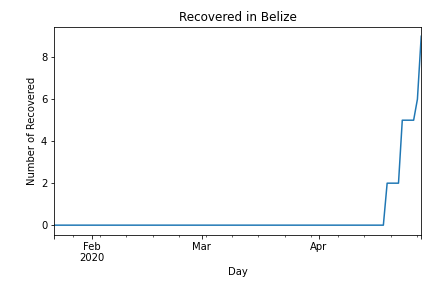 Recovered in Belize
Number of Recovered
8
6
4
2
0
Feb
2020
Mar
Apr
Day